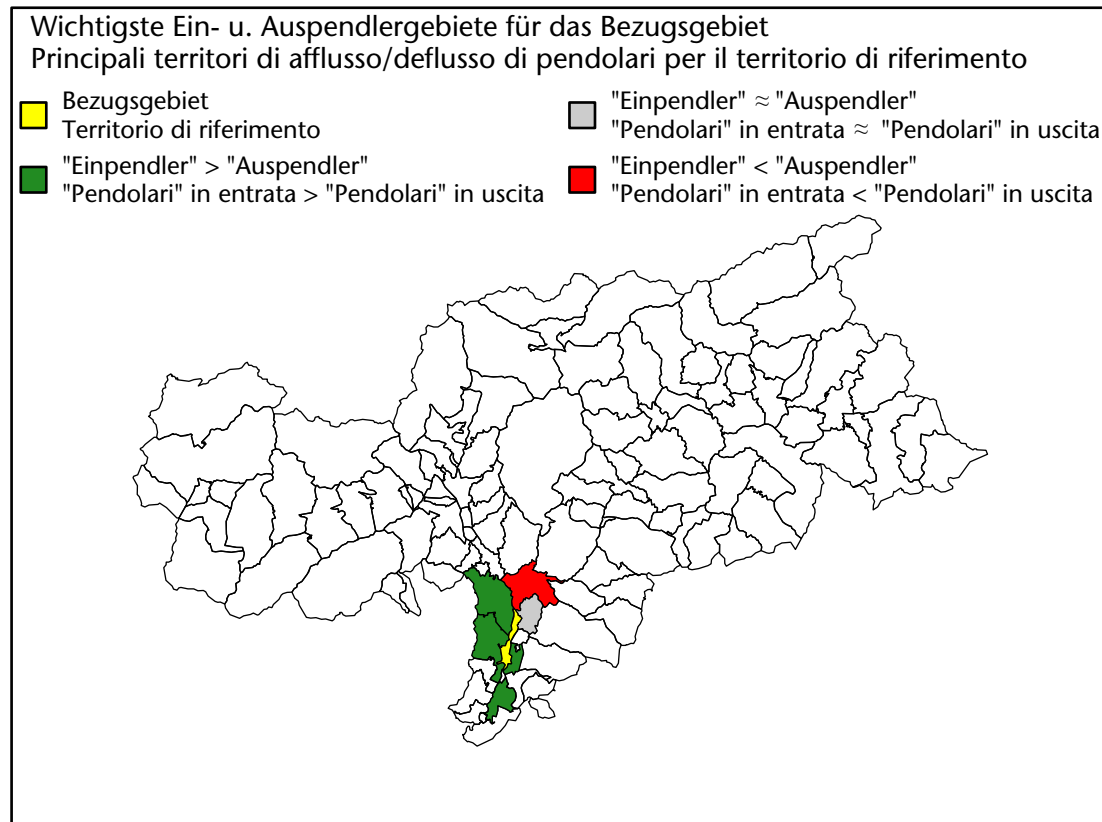 Wichtigste Ein- u. Auspendlergebiete für das Bezugsgebiet
Principali territori di afflusso/deflusso di pendolari per il territorio di riferimento
Bezugsgebiet
Territorio di riferimento
"Einpendler" > "Auspendler"
"Pendolari" in entrata > "Pendolari" in uscita
"Einpendler" ≈ "Auspendler"
"Pendolari" in entrata ≈ "Pendolari" in uscita
"Einpendler" < "Auspendler"
"Pendolari" in entrata < "Pendolari" in uscita